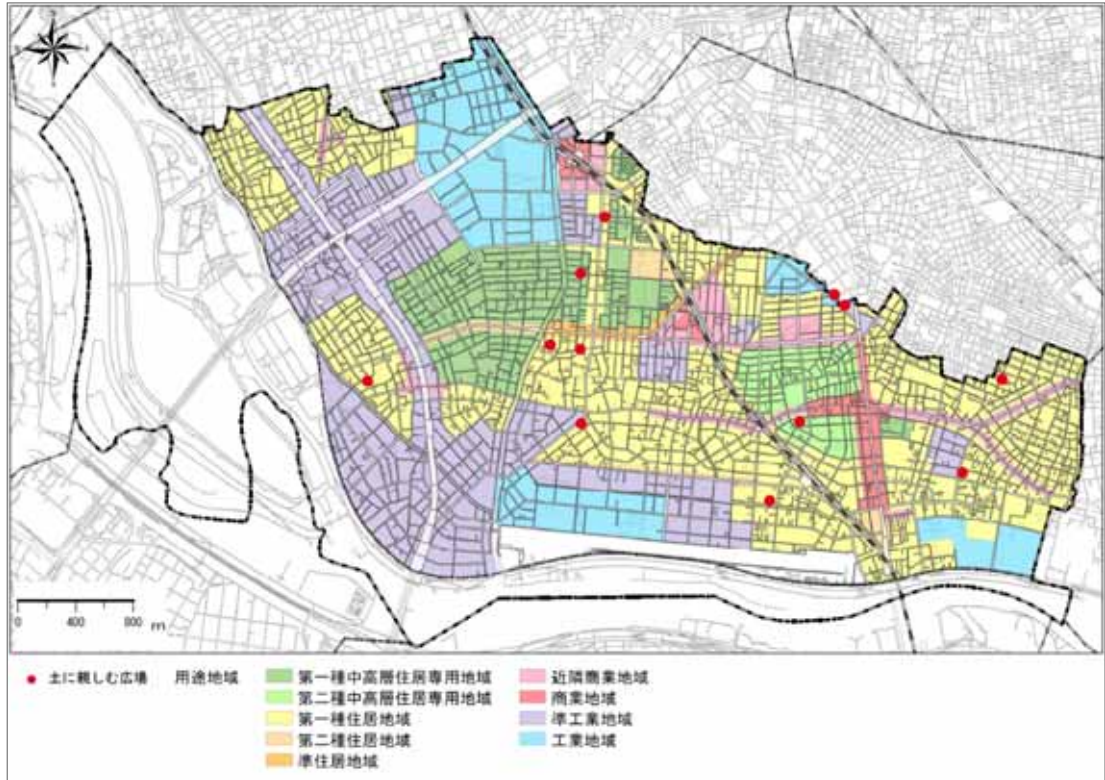 0 400 800 m
土に親しむ広場
用途地域
第一種中高層住居専用地域
第二種中高層住居専用地域
第一種住居地域
第二種住居地域
準住居地域
近隣商業地域
商業地域
準工業地域
工業地域